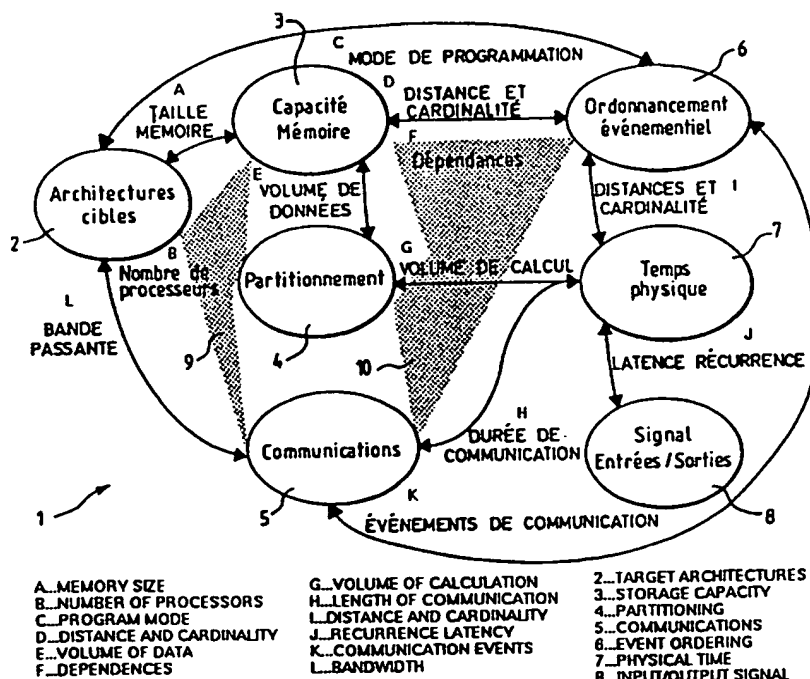 3
C
MODE DE PROGRAMMATION
6
A
TAILLE
MÉMOIRE
Capacité
Mémoire
D
DISTANCE ET
CARDINALITÉ
Ordonnancement
événementiel
F
Dépendances
Architectures
cibles
2
E
VOLUME DE
DONNÉES
DISTANCES ET I
CARDINALITÉ
7
B
Nombre de
processeurs
Partitionnement
G
VOLUME DE CALCUL
Temps
physique
L
BANDE
PASSANTE
9
4
10
J
LATENCE RÉCURRENCE
H
DURÉE DE
COMMUNICATION
Communications
Signal
Entrées/Sorties
1
5
K
ÉVÉNEMENTS DE COMMUNICATION
8
A...MEMORY SIZE
B...NUMBER OF PROCESSORS
C...PROGRAM MODE
D...DISTANCE AND CARDINALITY
E...VOLUME OF DATA
F...DEPENDENCES
G...VOLUME OF CALCULATION
H...LENGTH OF COMMUNICATION
I...DISTANCE AND CARDINALITY
J...RECURRENCE LATENCY
K...COMMUNICATION EVENTS
L...BANDWIDTH
2...TARGET ARCHITECTURES
3...STORAGE CAPACITY
4...PARTITIONING
5...COMMUNICATIONS
6...EVENT ORDERING
7...PHYSICAL TIME
8...INPUT/OUTPUT SIGNAL